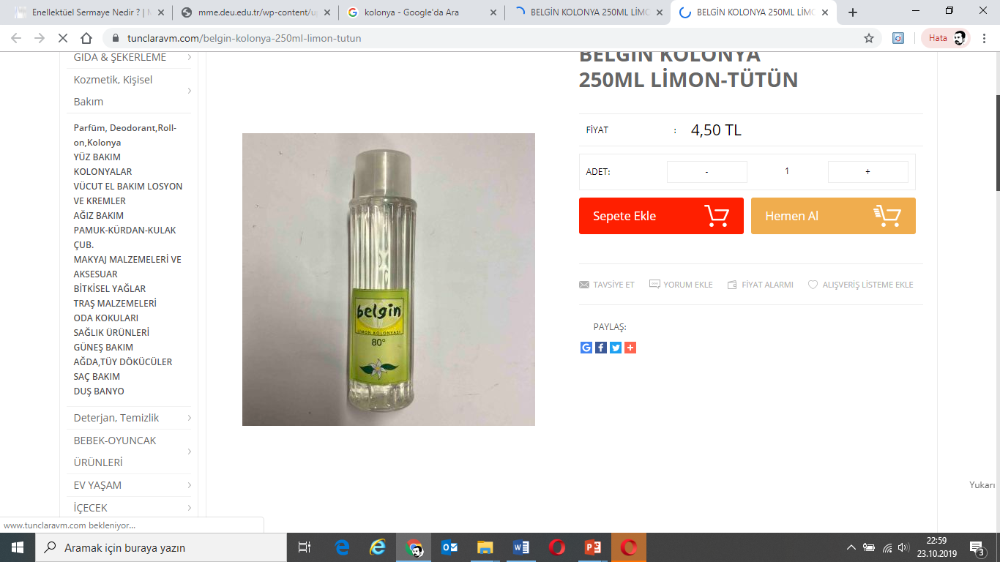 Enellektüel Sermaye Nedir ? |
mme.deu.edu.tr/wp-content/u
kolonya - Google'da Ara
BELGİN KOLONYA 250ML LİMO
BELGİN KOLONYA 250ML LİMO
tunclaravm.com/belgin-kolonya-250ml-limon-tutun
Hata
GIDA & ŞEKERLEME
Kozmetik, Kişisel
Bakım
Parfüm, Deodorant,Roll-
on,Kolonya
YÜZ BAKIM
KOLONYALAR
VÜCUT EL BAKIM LOSYON
VE KREMLER
AĞIZ BAKIM
PAMUK-KÜRDAN-KULAK
ÇUB.
MAKYAJ MALZEMELERİ VE
AKSESUAR
BİTKİSEL YAĞLAR
TRAŞ MALZEMELERİ
ODA KOKULARI
SAĞLIK ÜRÜNLERİ
GÜNEŞ BAKIM
AĞDA,TÜY DÖKÜCÜLER
SAÇ BAKIM
DUŞ BANYO
Deterjan, Temizlik
BEBEK-OYUNCAK
ÜRÜNLERİ
EV YAŞAM
İÇECEK
belgin
LİMON KOLONYASI
80°
BELGİN KOLONYA
250ML LİMON-TÜTÜN
FİYAT : 4,50 TL
ADET: - 1 +
Sepete Ekle
Hemen Al
TAVSİYE ET
YORUM EKLE
FİYAT ALARMI
ALIŞVERİŞ LİSTEME EKLE
PAYLAŞ:
Yukarı
www.tunclaravm.com bekleniyor...
Aramak için buraya yazın
22:59
23.10.2019
3